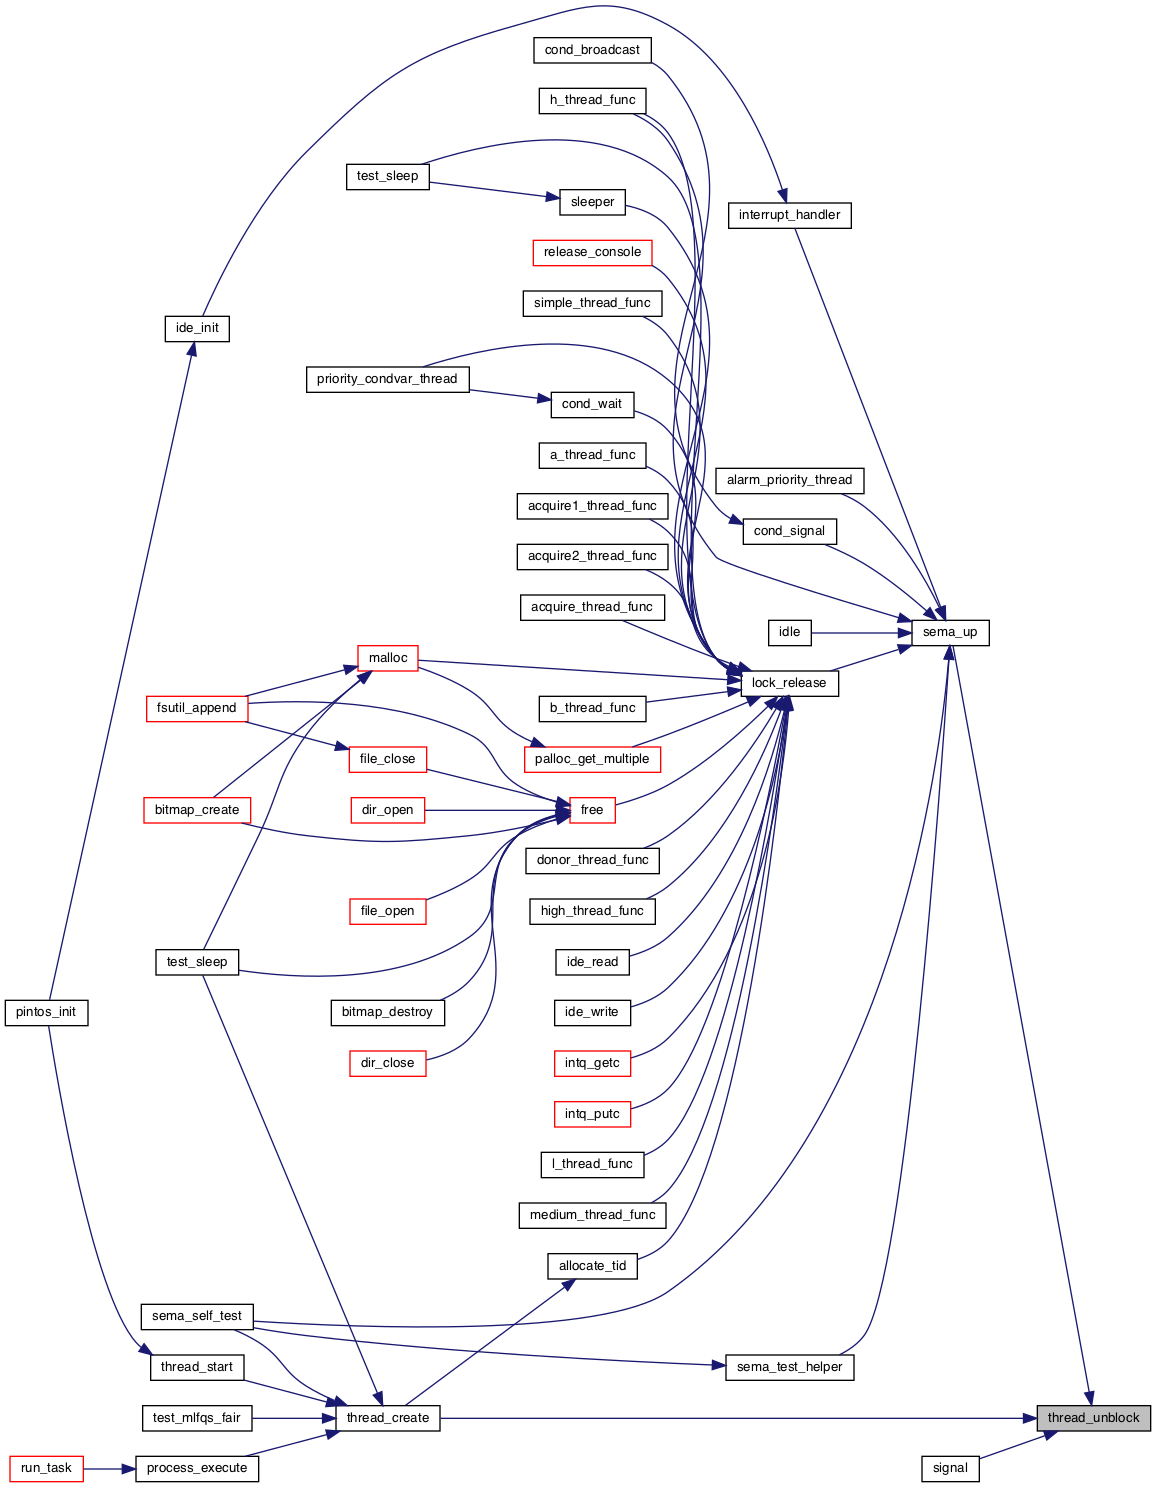 cond_broadcast
h_thread_func
test_sleep
sleeper
interrupt_handler
release_console
simple_thread_func
ide_init
priority_condvar_thread
cond_wait
a_thread_func
alarm_priority_thread
acquire1_thread_func
cond_signal
acquire2_thread_func
acquire_thread_func
idle
sema_up
malloc
lock_release
fsutil_append
b_thread_func
file_close
palloc_get_multiple
bitmap_create
dir_open
free
donor_thread_func
file_open
high_thread_func
test_sleep
ide_read
pintos_init
bitmap_destroy
ide_write
dir_close
intq_getc
intq_putc
l_thread_func
medium_thread_func
allocate_tid
sema_self_test
thread_start
sema_test_helper
test_mlfqs_fair
thread_create
thread_unblock
run_task
process_execute
signal